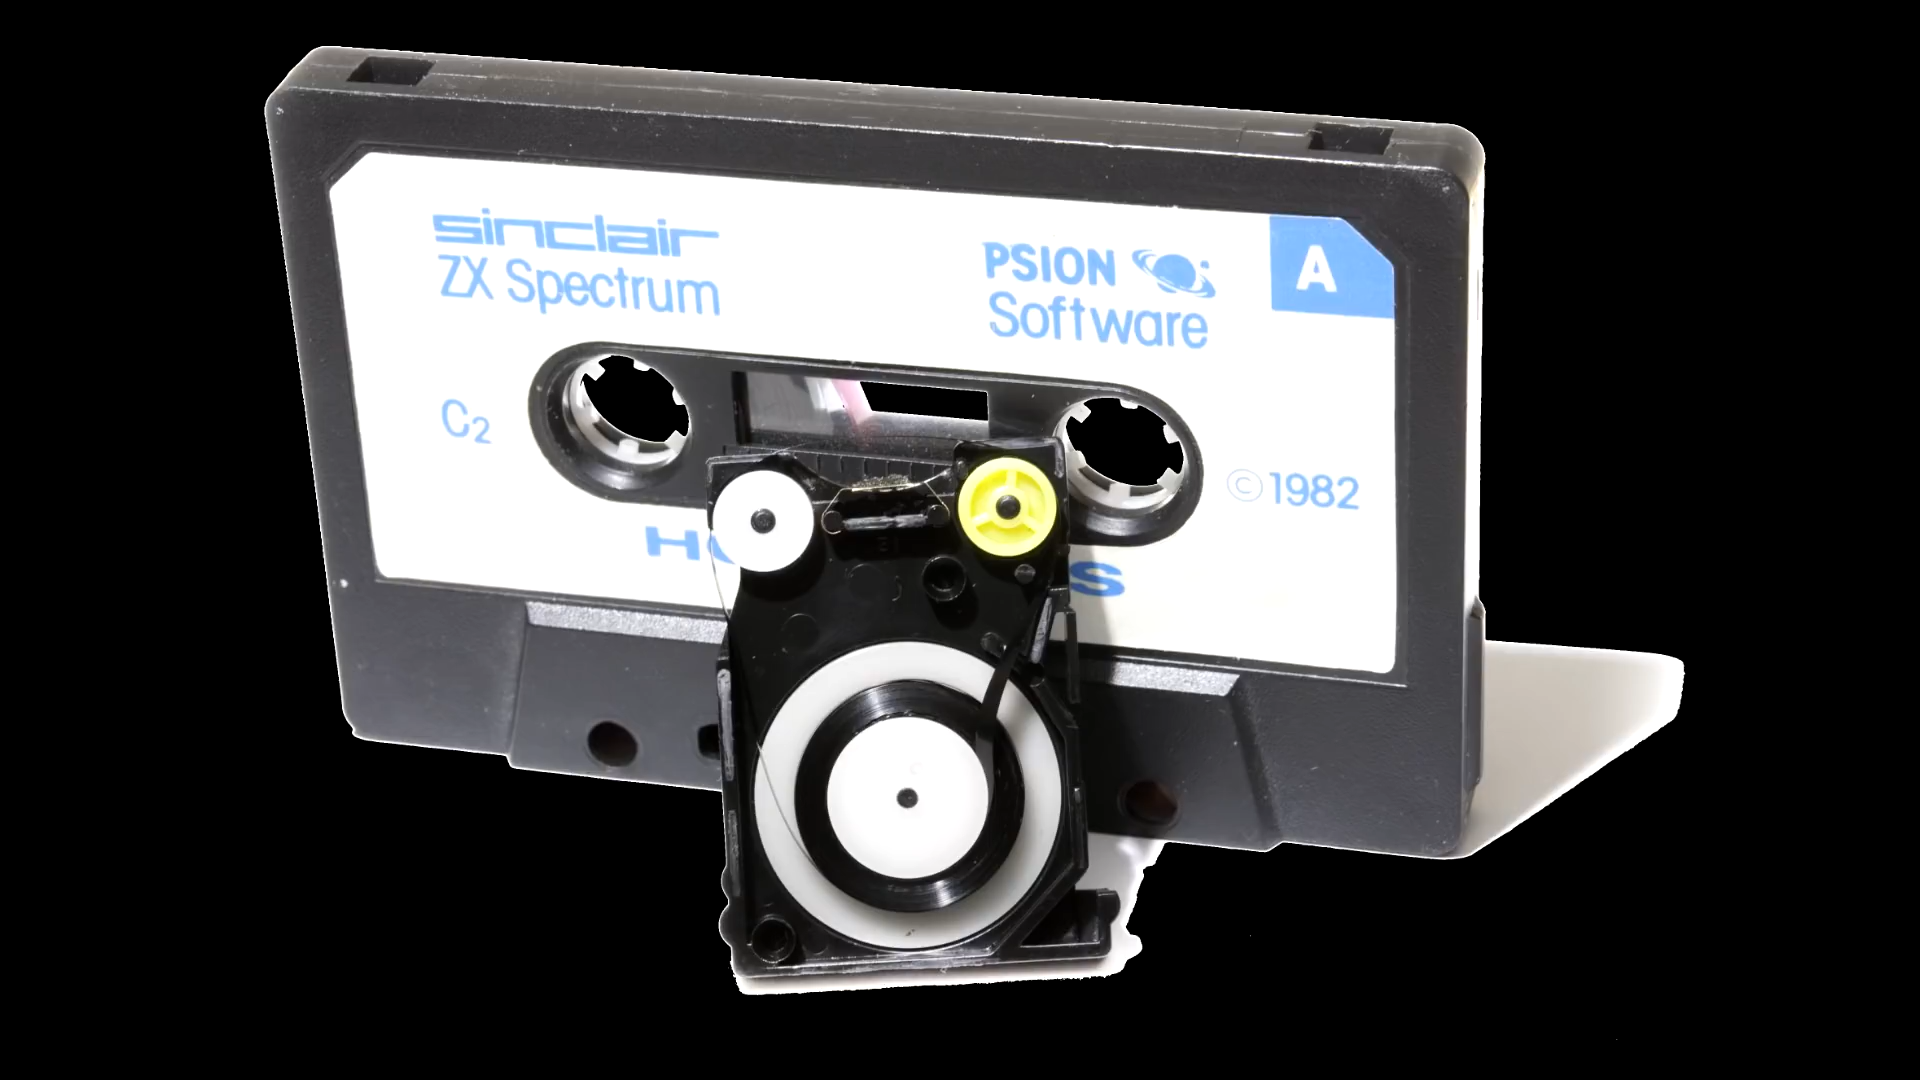 sinclair
ZX Spectrum
PSION
Software
A
C2
©1982